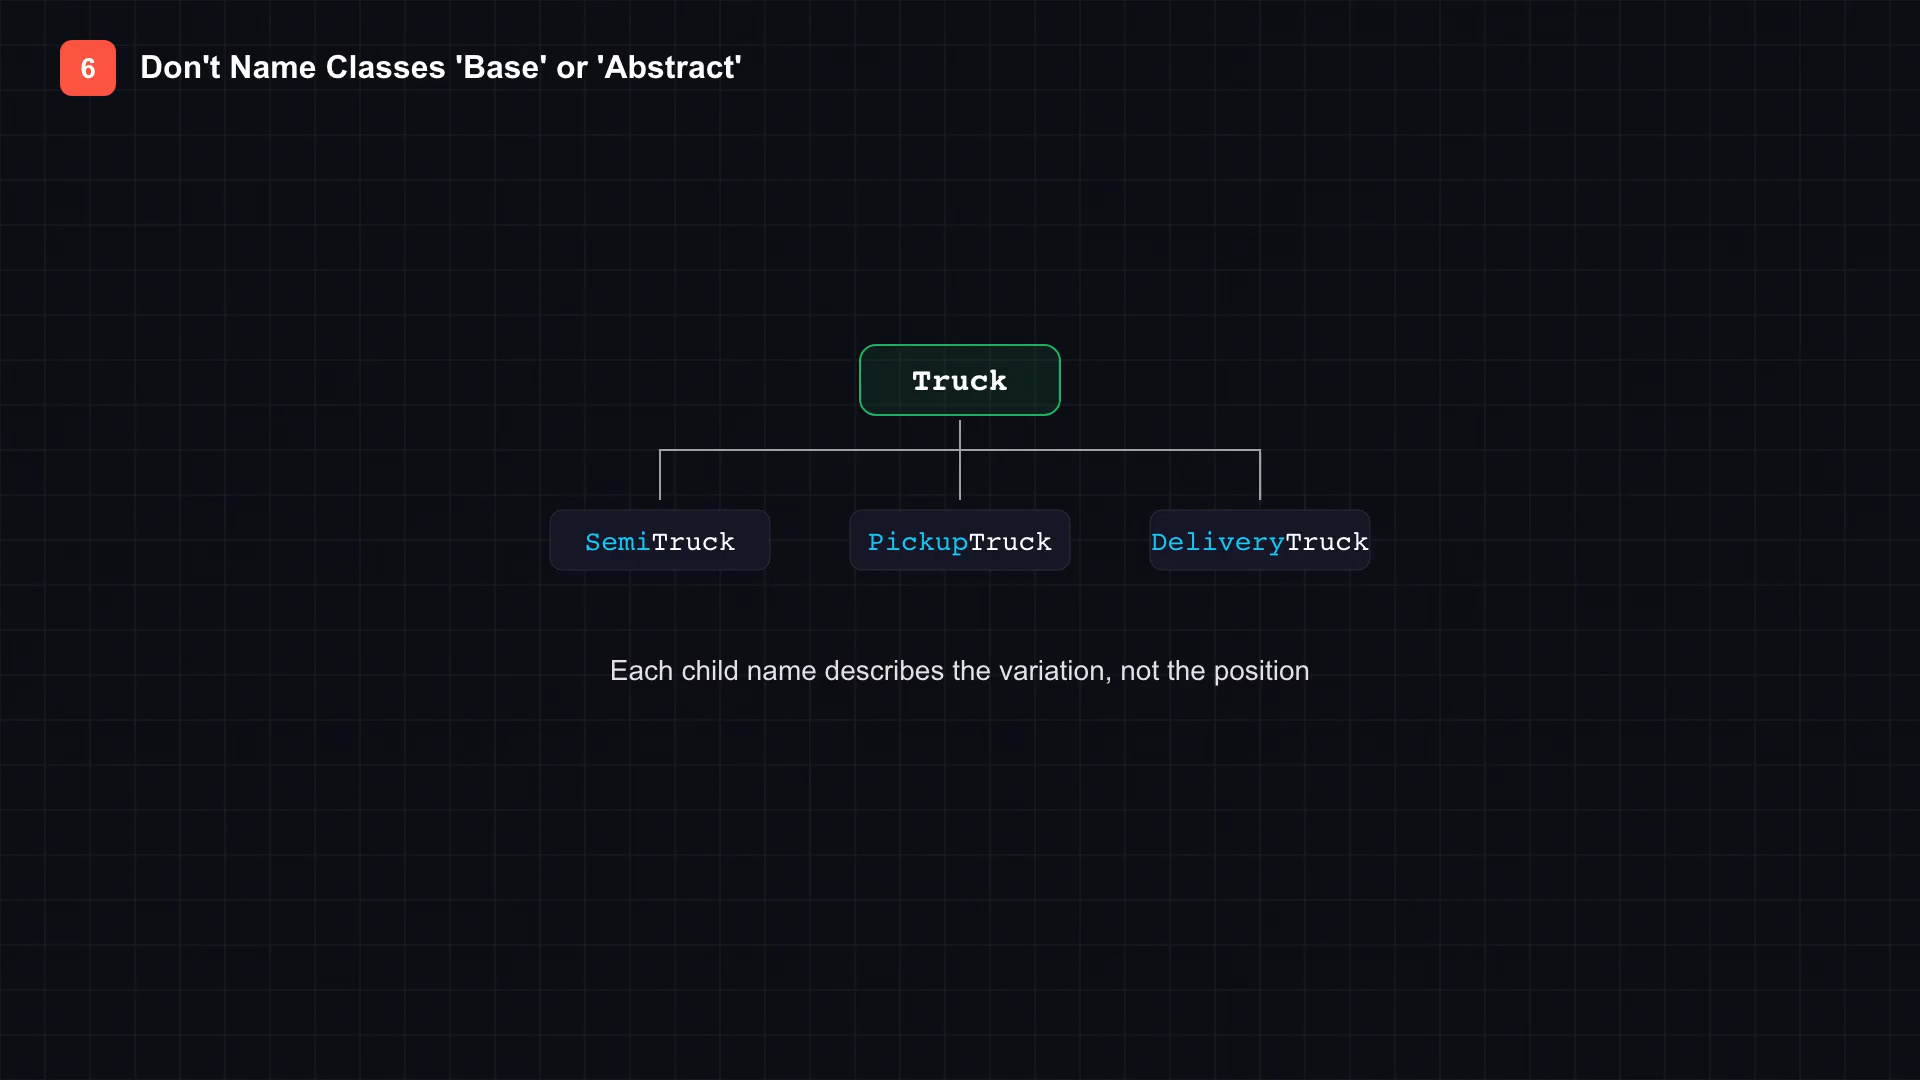 6
Don't Name Classes 'Base' or 'Abstract'
Truck
SemiTruck
PickupTruck
DeliveryTruck
Each child name describes the variation, not the position